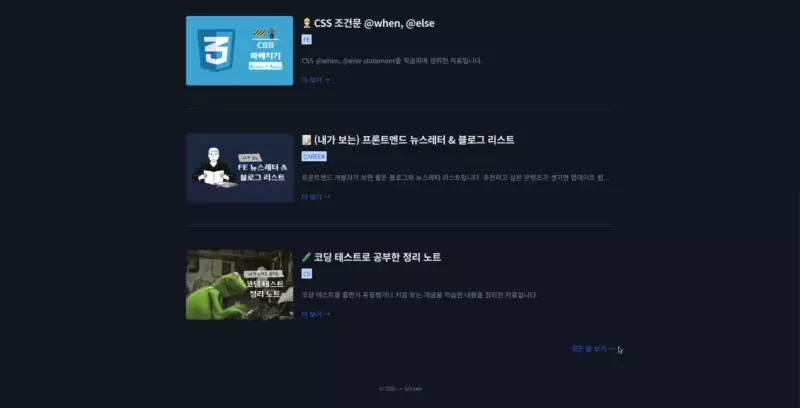 CSS
파헤치기
CSS 조건문 @when, @else
FE
CSS @when, @else statement를 학습하며 정리한 자료입니다.
더 보기 →
FE 뉴스레터 &
블로그 리스트
(내가 보는) 프론트엔드 뉴스레터 & 블로그 리스트
CAREER
프론트엔드 개발자가 보면 좋은 블로그와 뉴스레터 리스트입니다. 추천하고 싶은 콘텐츠가 생기면 업데이트 됩...
더 보기 →
코딩 테스트
정리 노트
코딩 테스트로 공부한 정리 노트
CS
코딩 테스트를 풀면서 유용했거나 처음 보는 개념을 학습한 내용을 정리한 자료입니다.
더 보기 →
모든 글 보기 →